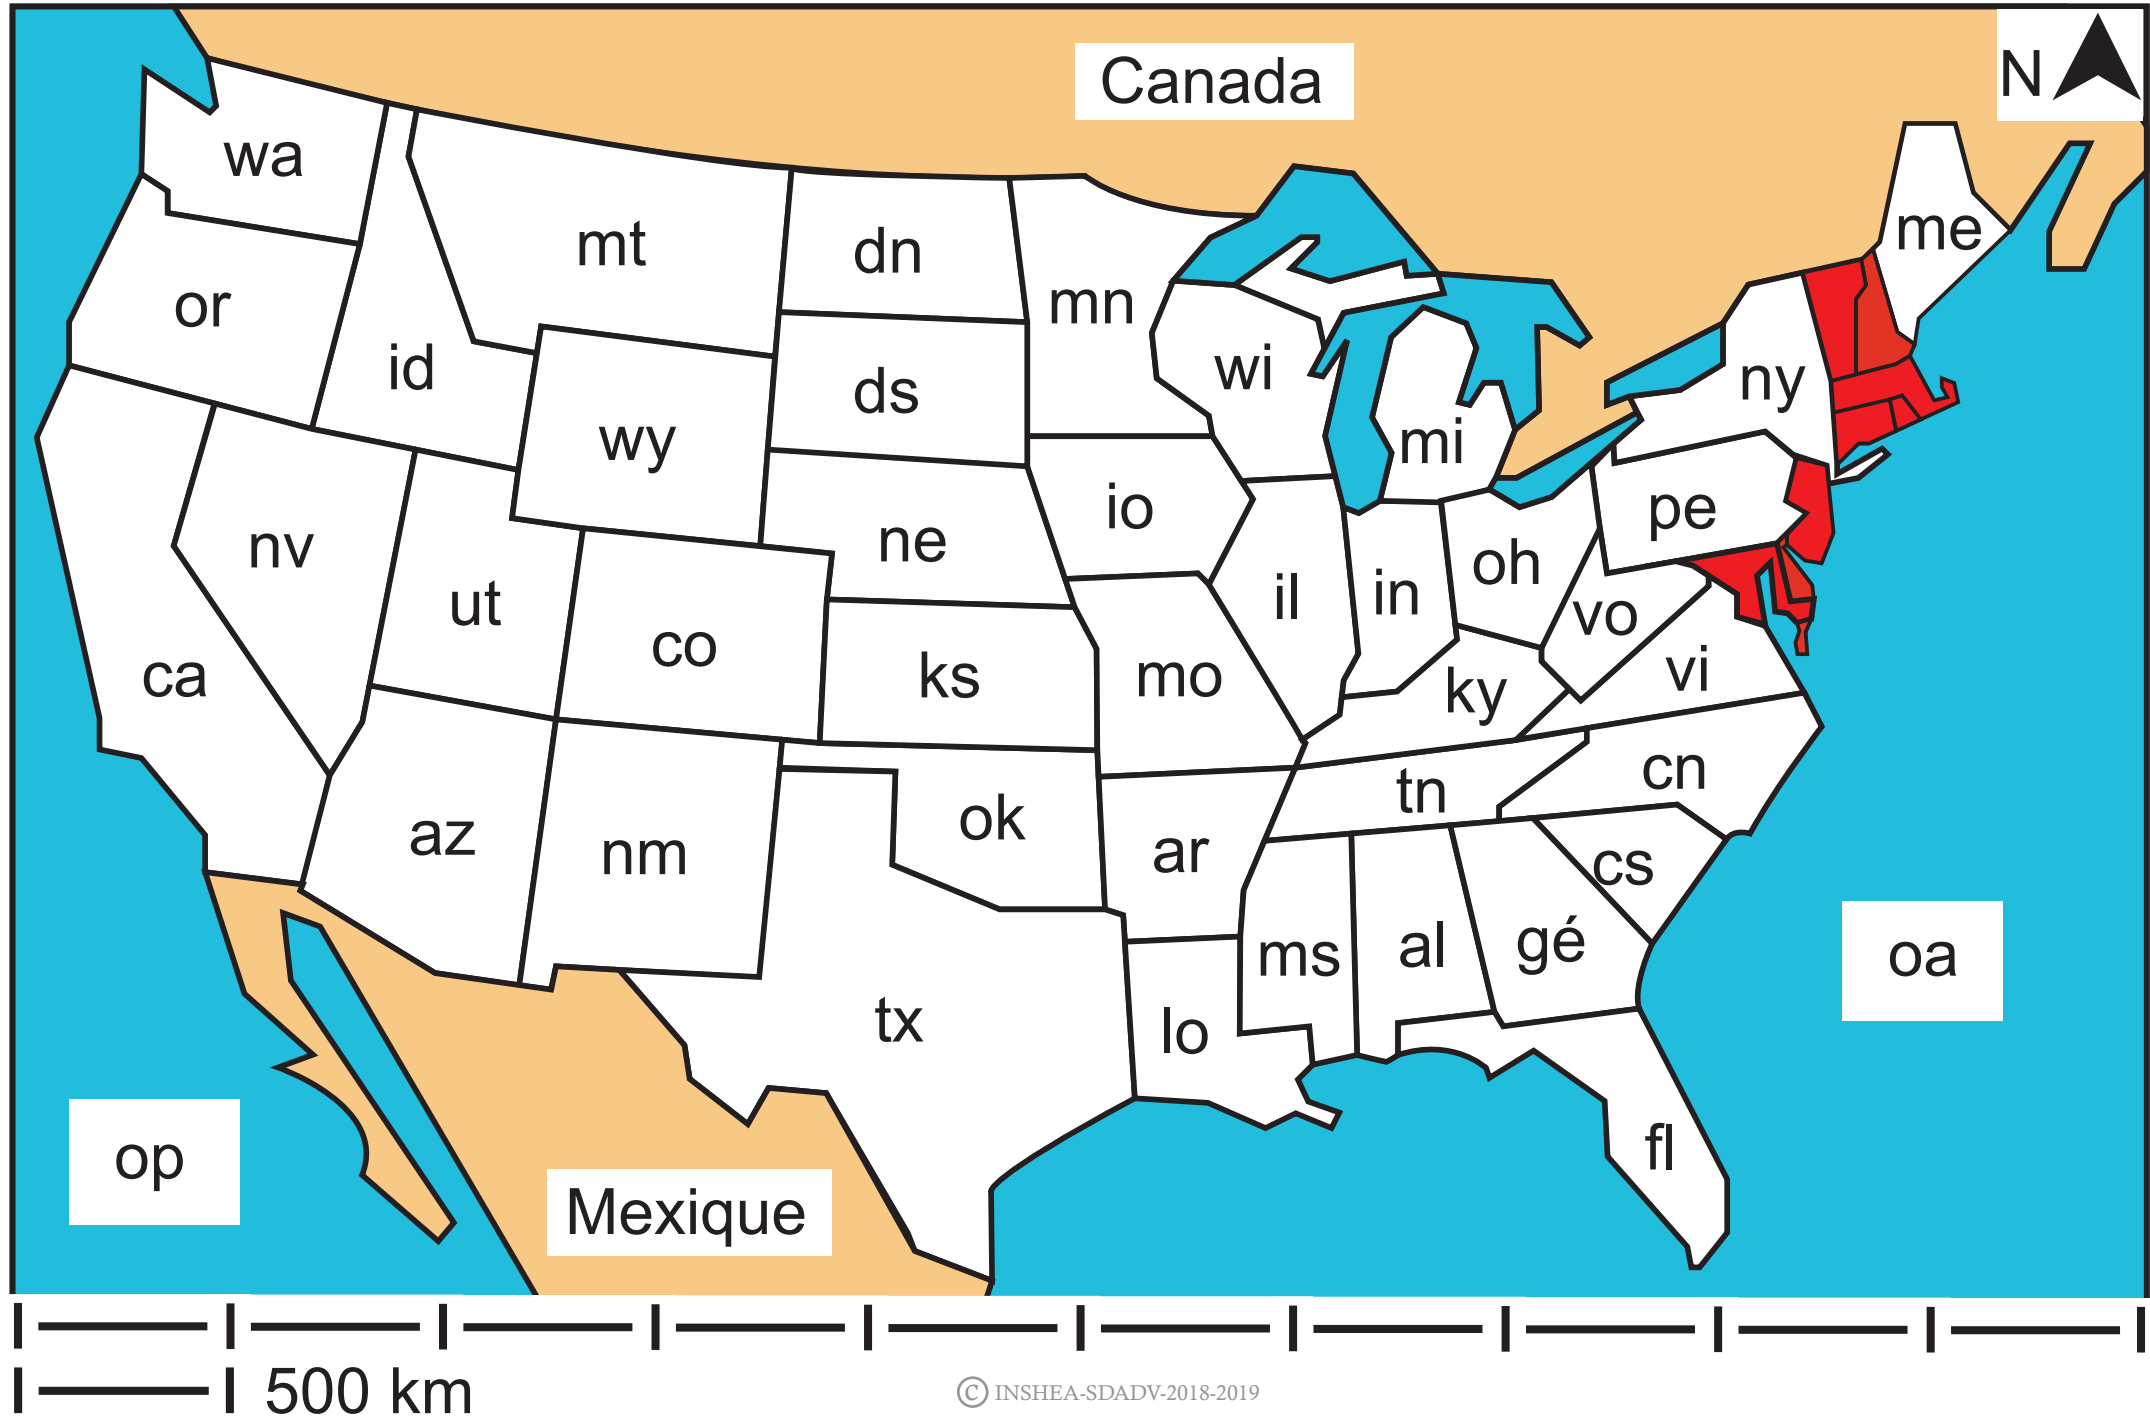 Canada
N
wa
me
mt
dn
or
mn
id
wi
ny
ds
wy
mi
pe
io
nv
ne
oh
il
in
ut
vo
co
ca
ks
mo
vi
ky
cn
tn
ok
az
nm
ar
cs
gé
al
ms
oa
tx
lo
fl
op
Mexique
500 km
© INSHEA-SDADV-2018-2019